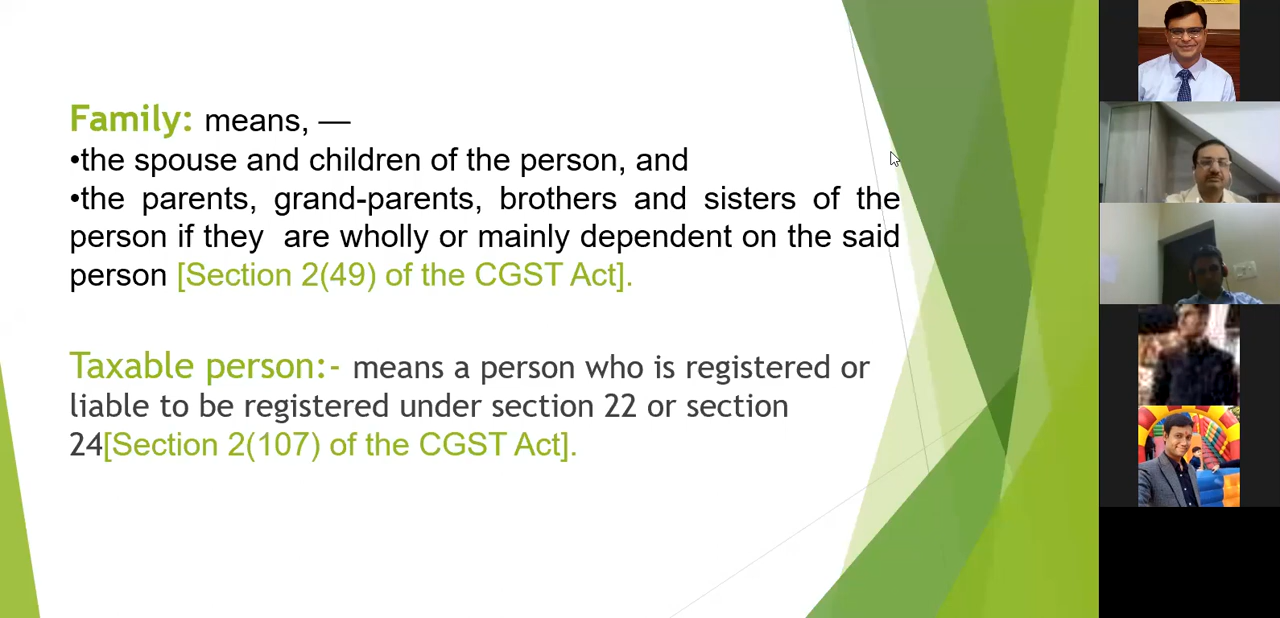 Family: means, —
•the spouse and children of the person, and
•the parents, grand-parents, brothers and sisters of the
person if they are wholly or mainly dependent on the said
person [Section 2(49) of the CGST Act].
Taxable person:- means a person who is registered or
liable to be registered under section 22 or section
24[Section 2(107) of the CGST Act].